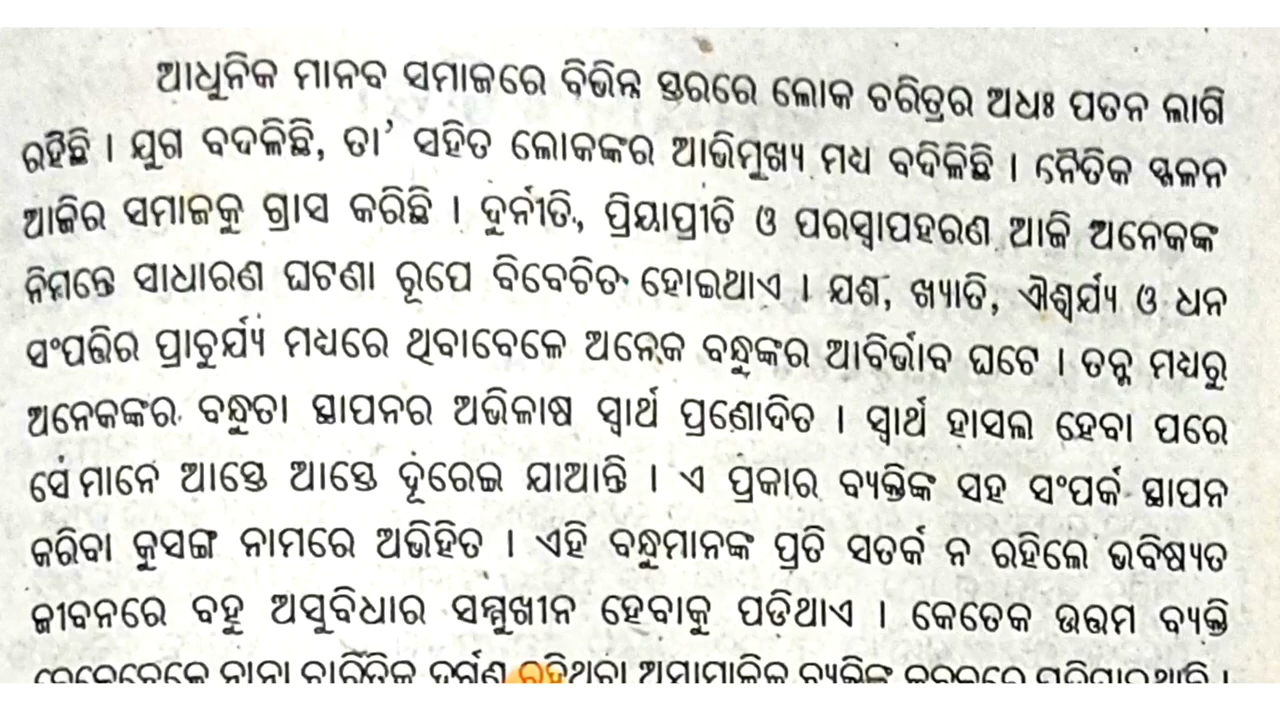 ଆଧୁନିକ ମାନବ ସମାଜରେ ବିଭିନ୍ନ ସ୍ତରରେ ଲୋକ ଚରିତ୍ରର ଅଧଃ ପତନ ଲାଗି
ରହିଛି । ଯୁଗ ବଦଳିଛି, ତା’ ସହିତ ଲୋକଙ୍କର ଆଭିମୁଖ୍ୟ ମଧ୍ୟ ବଦିଳିଛି । ନୈତିକ ସ୍ଖଳନ
ଆଜିର ସମାଜକୁ ଗ୍ରାସ କରିଛି । ଦୁର୍ନୀତି, ପ୍ରିୟାପ୍ରୀତି ଓ ପରସ୍ୱାପହରଣ ଆଜି ଅନେକଙ୍କ
ନିମନ୍ତେ ସାଧାରଣ ଘଟଣା ରୂପେ ବିବେଚିତ ହୋଇଥାଏ । ଯଶ, ଖ୍ୟାତି, ଐଶ୍ୱର୍ଯ୍ୟ ଓ ଧନ
ସଂପତ୍ତିର ପ୍ରାଚୁର୍ଯ୍ୟ ମଧ୍ୟରେ ଥିବାବେଳେ ଅନେକ ବନ୍ଧୁଙ୍କର ଆବିର୍ଭାବ ଘଟେ । ତନ୍ମ ମଧ୍ୟରୁ
ଅନେକଙ୍କର ବନ୍ଧୁତା ସ୍ଥାପନର ଅଭିଳାଷ ସ୍ୱାର୍ଥ ପ୍ରଣୋଦିତ । ସ୍ୱାର୍ଥ ହାସଲ ହେବା ପରେ
ସେମାନେ ଆସ୍ତେ ଆସ୍ତେ ଦୂରେଇ ଯାଆନ୍ତି । ଏ ପ୍ରକାର ବ୍ୟକ୍ତିଙ୍କ ସହ ସଂପର୍କ ସ୍ଥାପନ
କରିବା କୁସଙ୍ଗ ନାମରେ ଅଭିହିତ । ଏହି ବନ୍ଧୁମାନଙ୍କ ପ୍ରତି ସତର୍କ ନ ରହିଲେ ଭବିଷ୍ୟତ
ଜୀବନରେ ବହୁ ଅସୁବିଧାର ସମ୍ମୁଖୀନ ହେବାକୁ ପଡିଥାଏ । କେତେକ ଉତ୍ତମ ବ୍ୟକ୍ତି